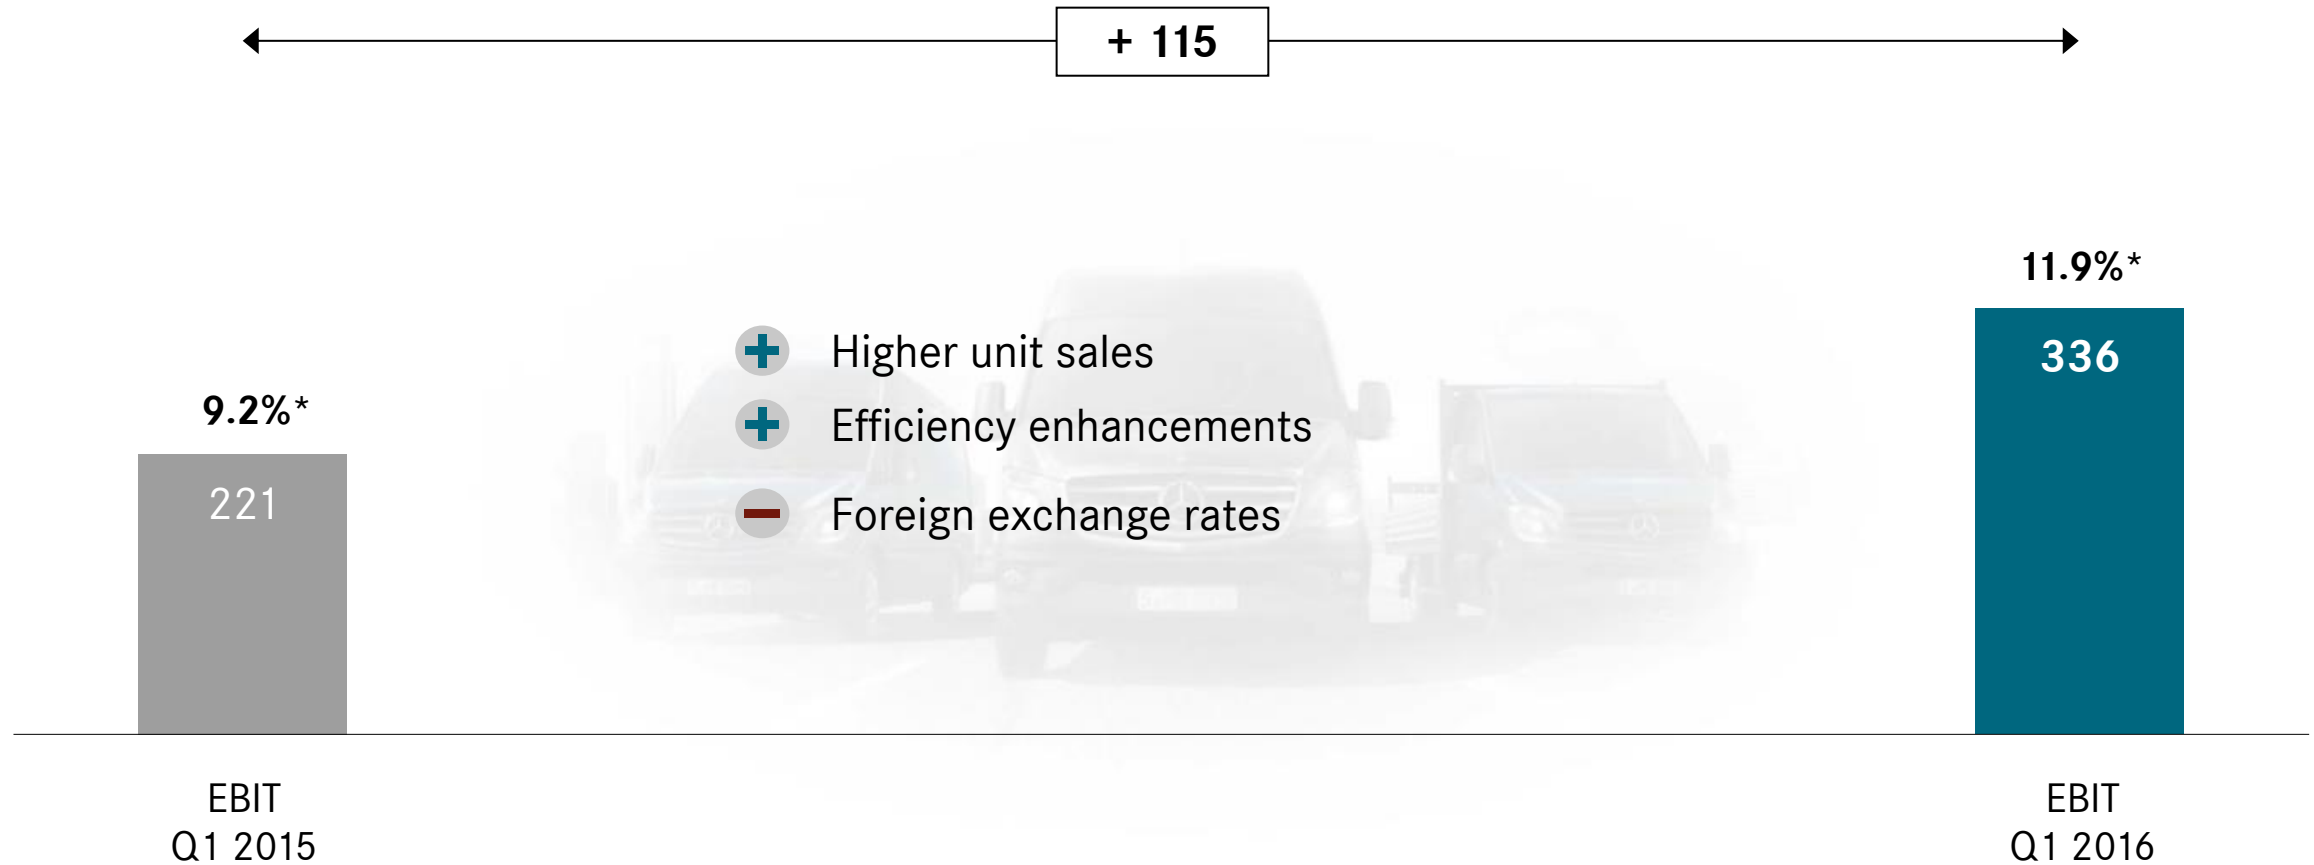 + 115
11.9%*
336
9.2%*
221
+ Higher unit sales
+ Efficiency enhancements
− Foreign exchange rates
EBIT
Q1 2015
EBIT
Q1 2016